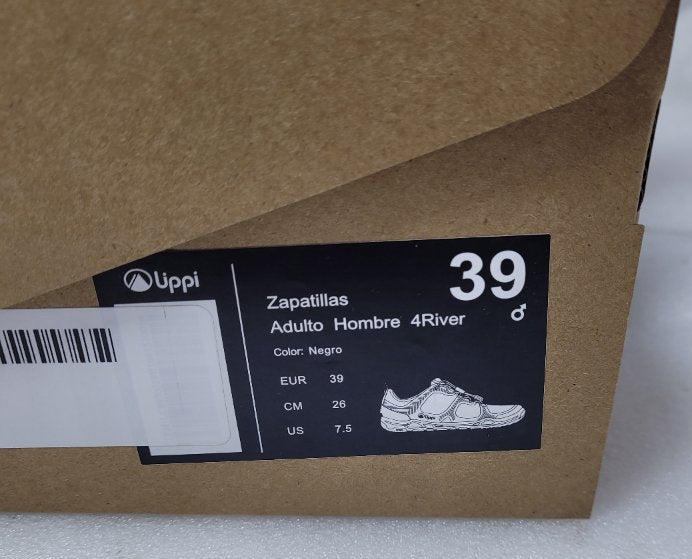 Lippi
39
Zapatillas
Adulto Hombre 4River
♂
Color: Negro
EUR 39
CM 26
US 7.5